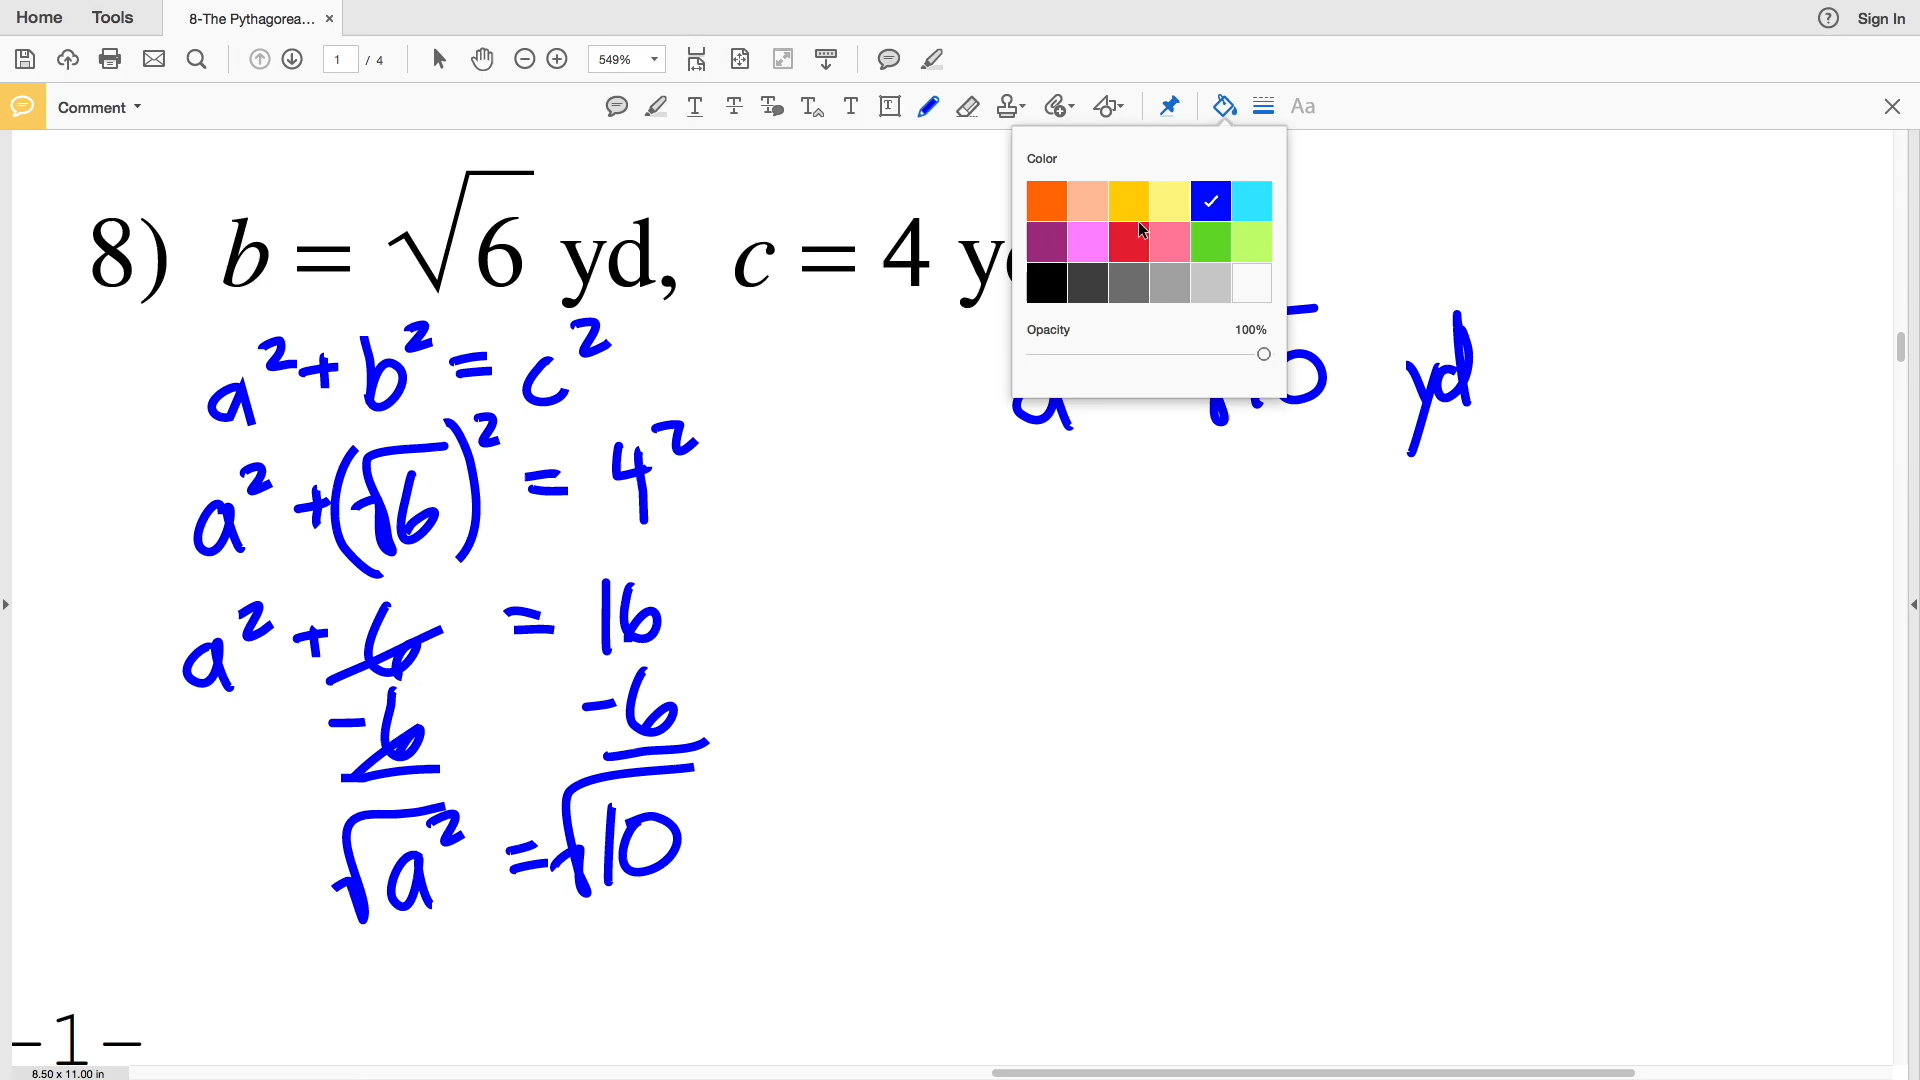 Home Tools 8-The Pythagorea... × ? Sign In
1 / 4 549%
Comment Aa
Color
8) b = √6 yd, c = 4
Opacity 100%
a² + b² = c²
yd
a² + (√6)² = 4²
a² + 6 = 16
-6 -6
√a² = √10
-1-
8.50 x 11.00 in